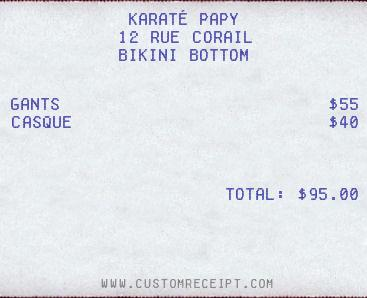 KARATÉ PAPY
12 RUE CORAIL
BIKINI BOTTOM
GANTS $55
CASQUE $40
TOTAL: $95.00
WWW.CUSTOMRECEIPT.COM